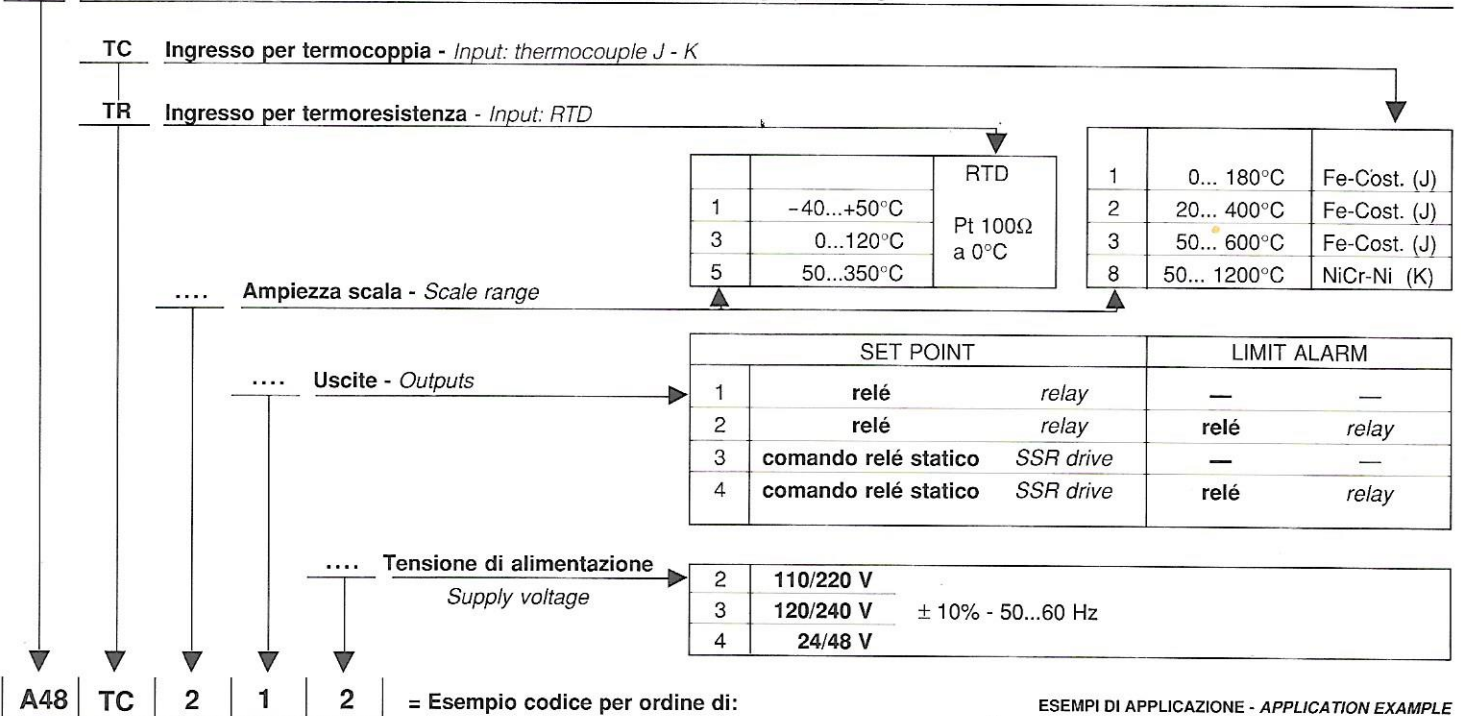 TC Ingresso per termocoppia - Input: thermocouple J - K
TR Ingresso per termoresistenza - Input: RTD
RTD
1 -40...+50°C
3 0...120°C
5 50...350°C
Pt 100Ω
a 0°C
1 0... 180°C Fe-Cost. (J)
2 20... 400°C Fe-Cost. (J)
3 50... 600°C Fe-Cost. (J)
8 50... 1200°C NiCr-Ni (K)
.... Ampiezza scala - Scale range
SET POINT LIMIT ALARM
.... Uscite - Outputs
1 relé relay — —
2 relé relay relé relay
3 comando relé statico SSR drive — —
4 comando relé statico SSR drive relé relay
.... Tensione di alimentazione
Supply voltage
2 110/220 V
3 120/240 V ± 10% - 50...60 Hz
4 24/48 V
A48 TC 2 1 2 = Esempio codice per ordine di:
ESEMPI DI APPLICAZIONE - APPLICATION EXAMPLE